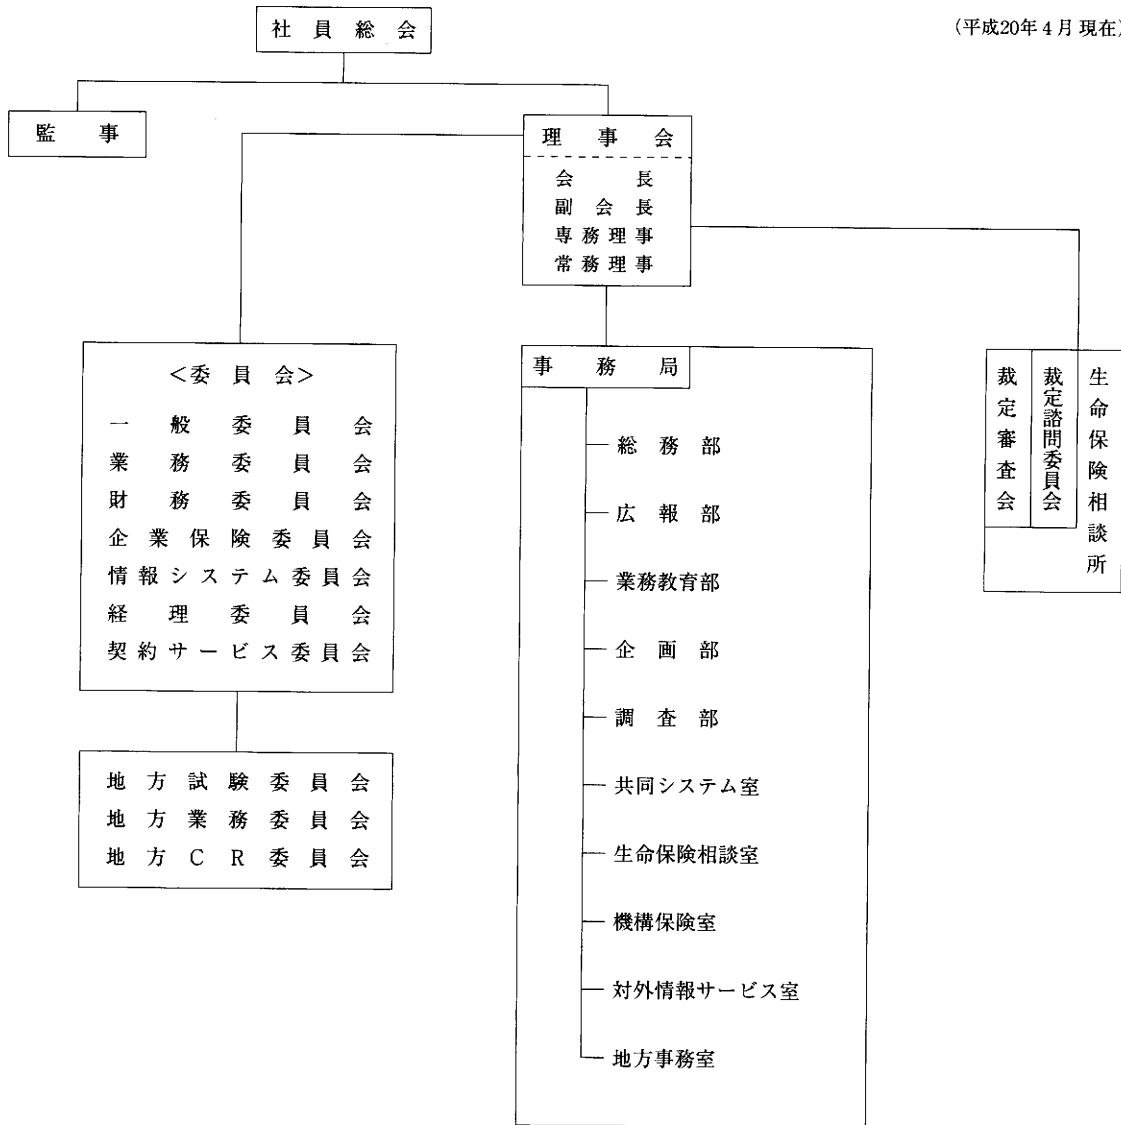 社員総会
(平成20年4月現在)
監事
理事会
会長
副会長
専務理事
常務理事
<委員会>
一般委員会
業務委員会
財務委員会
企業保険委員会
情報システム委員会
経理委員会
契約サービス委員会
地方試験委員会
地方業務委員会
地方CR委員会
事務局
総務部
広報部
業務教育部
企画部
調査部
共同システム室
生命保険相談室
機構保険室
対外情報サービス室
地方事務室
生命保険相談所
裁定諮問委員会
裁定審査会